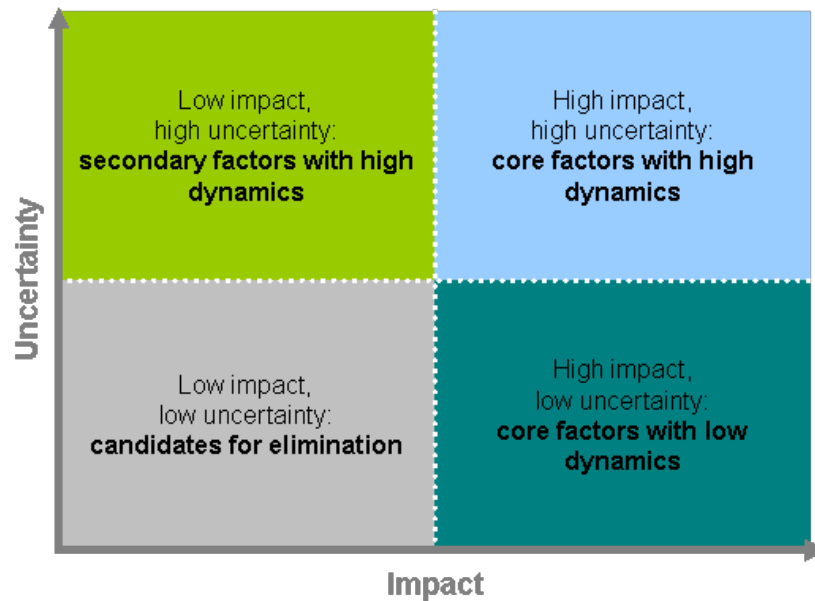 Uncertainty
Low impact,
high uncertainty:
secondary factors with high
dynamics
High impact,
high uncertainty:
core factors with high
dynamics
Low impact,
low uncertainty:
candidates for elimination
High impact,
low uncertainty:
core factors with low
dynamics
Impact